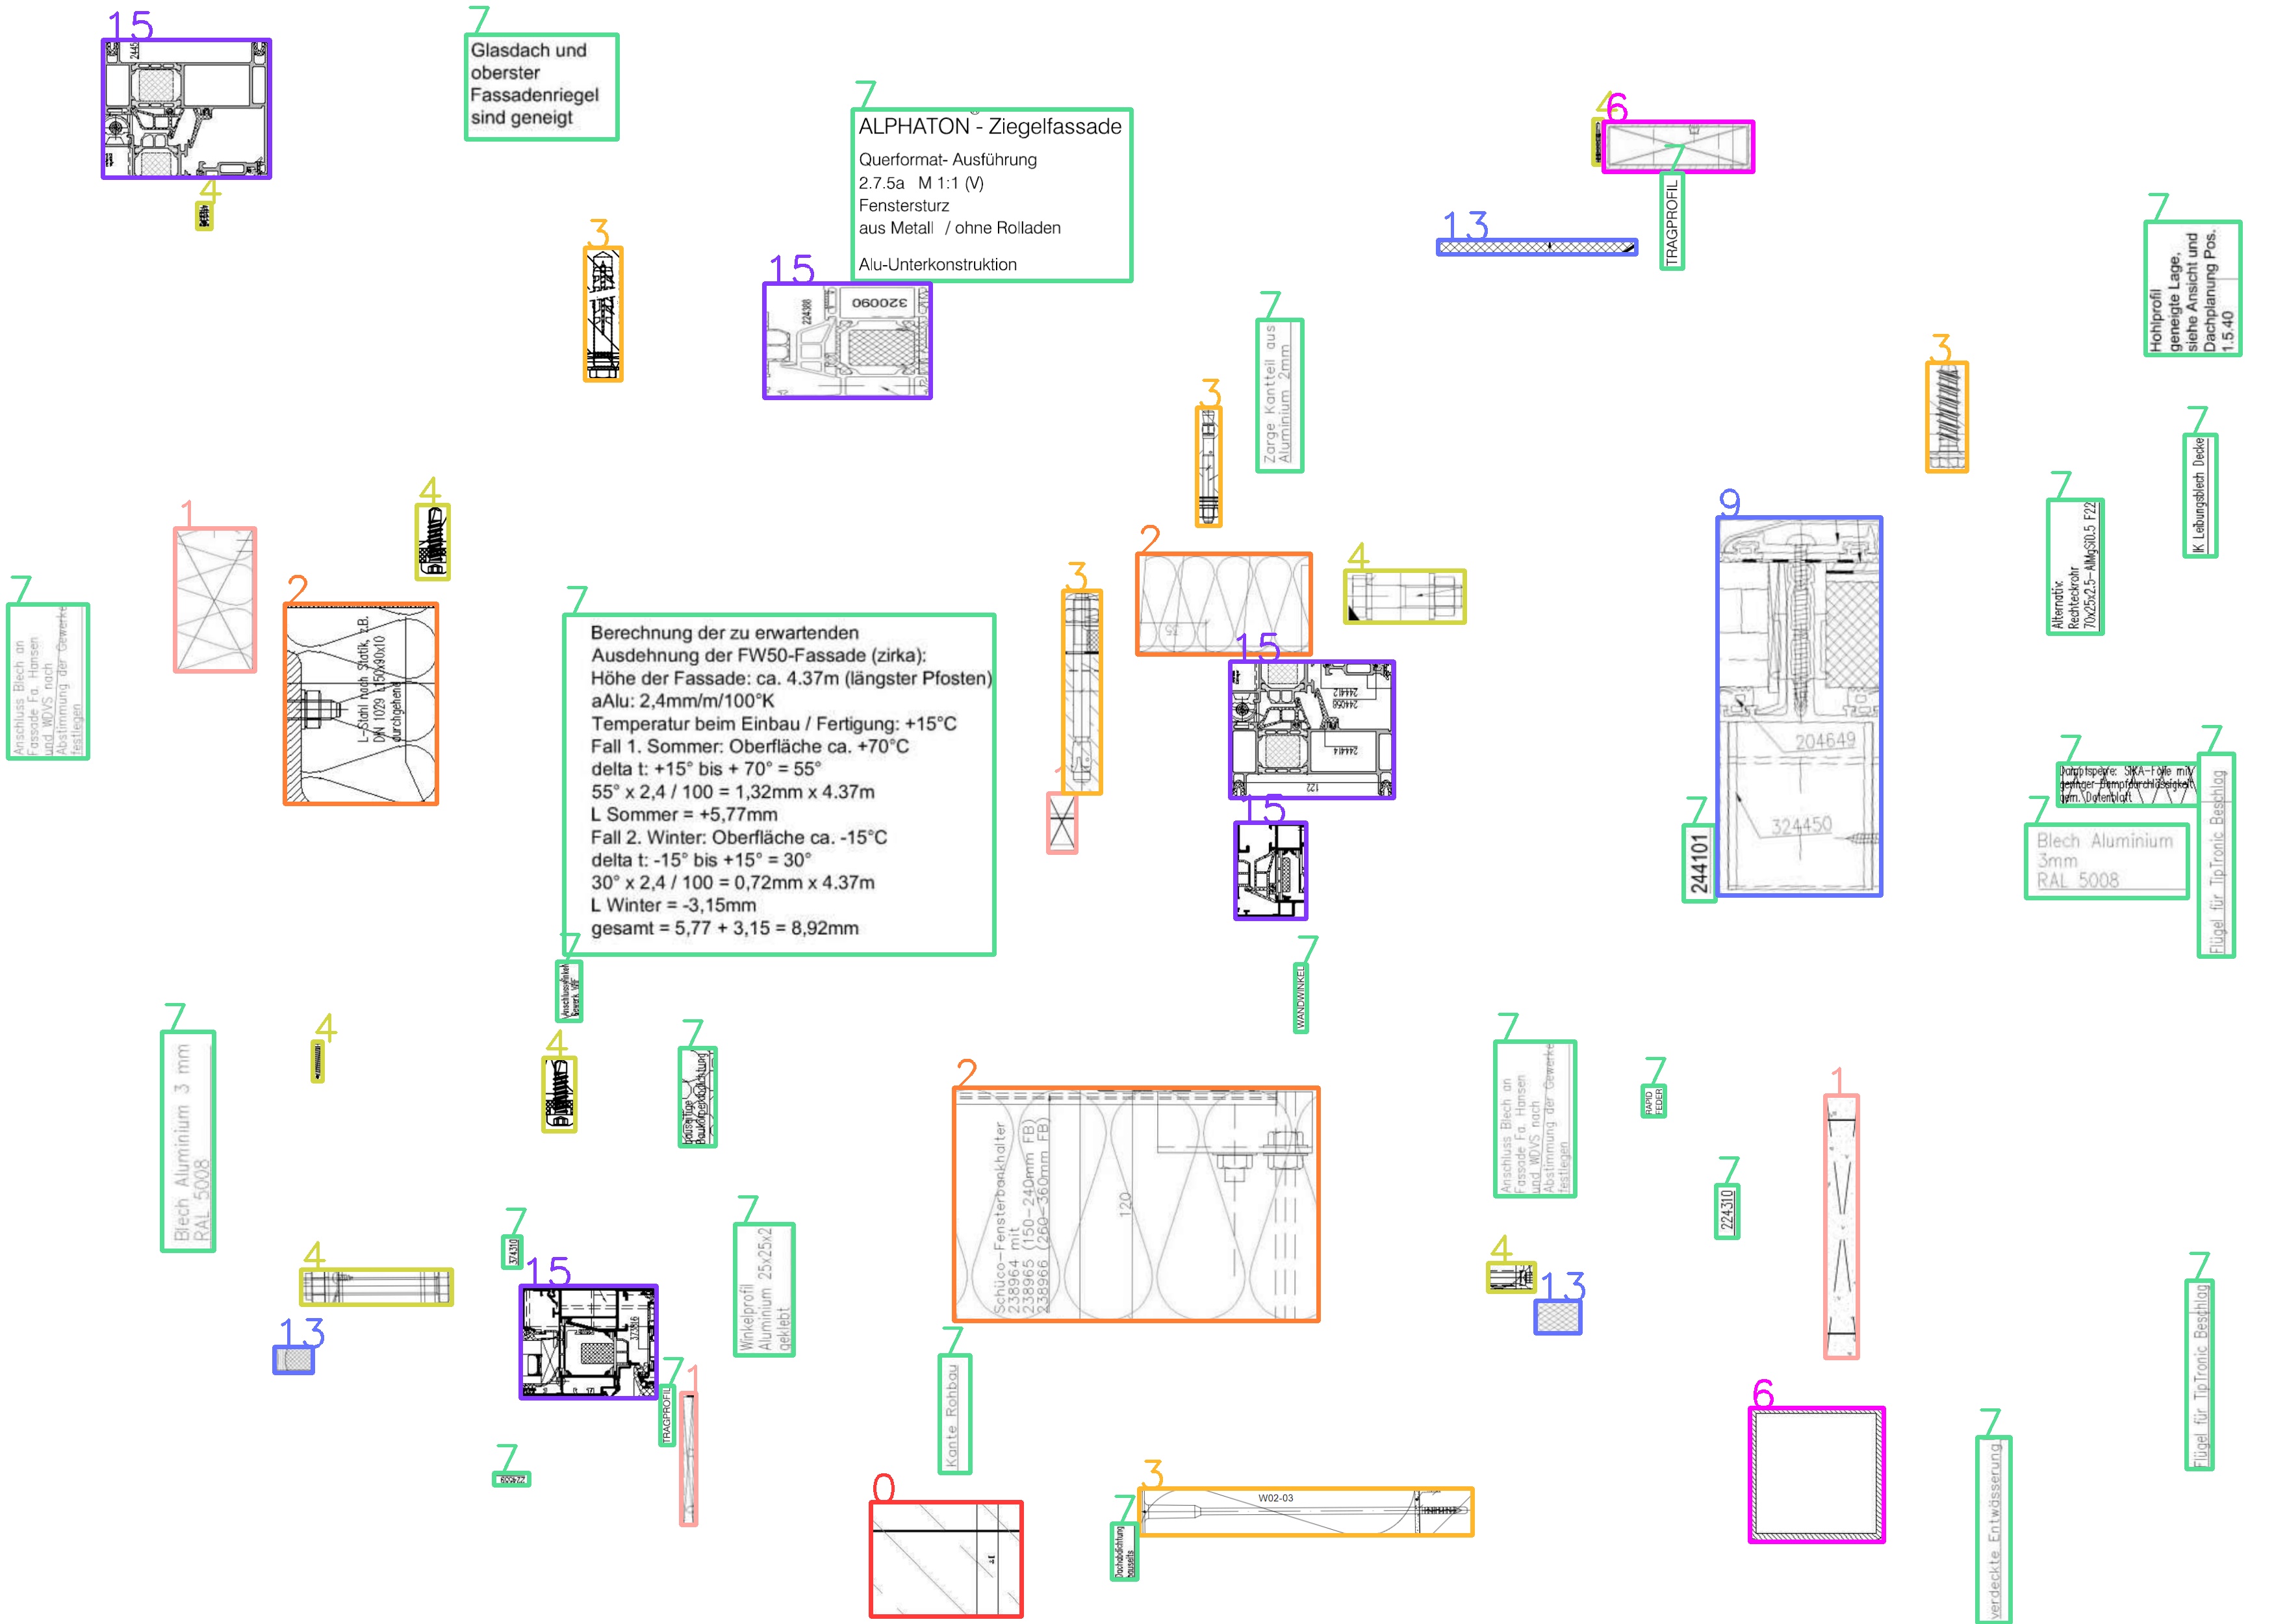 15
2445
4
7
Glasdach und
oberster
Fassadenriegel
sind geneigt
7
ALPHATON - Ziegelfassade
Querformat- Ausführung
2.7.5a M 1:1 (V)
Fenstersturz
aus Metall / ohne Rolladen
Alu-Unterkonstruktion
4
6
7
TRAGPROFIL
13
7
Hohlprofil
geneigte Lage,
siehe Ansicht und
Dachplanung Pos.
1.5.40
3
15
224388
320090
7
Zarge Kantteil aus
Aluminium 2mm
3
3
7
IK Leibungsblech Decke
7
Alternativ:
Rechteckrohr
70x25x2.5-AlMgSi0.5 F22
1
4
7
Anschluss Blech an
Fassade Fa. Hansen
und WDVS nach
Abstimmung der Gewerke
festlegen
2
L-Stahl nach Statik, z.B.
DIN 1029 L150x90x10
durchgehend
7
Berechnung der zu erwartenden
Ausdehnung der FW50-Fassade (zirka):
Höhe der Fassade: ca. 4.37m (längster Pfosten)
aAlu: 2,4mm/m/100°K
Temperatur beim Einbau / Fertigung: +15°C
Fall 1. Sommer: Oberfläche ca. +70°C
delta t: +15° bis + 70° = 55°
55° x 2,4 / 100 = 1,32mm x 4.37m
L Sommer = +5,77mm
Fall 2. Winter: Oberfläche ca. -15°C
delta t: -15° bis +15° = 30°
30° x 2,4 / 100 = 0,72mm x 4.37m
L Winter = -3,15mm
gesamt = 5,77 + 3,15 = 8,92mm
3
1
2
4
15
244412
244058
244414
122
15
9
204649
324450
7
244101
7
Dampfsperre: SIKA-Folie mit
geringer Dampfdurchlässigkeit
gem. Datenblatt
7
Blech Aluminium
3mm
RAL 5008
7
Flügel für TipTronic Beschlag
7
Anschlusswinkel
Gewerk
7
WANDWINKEL
7
Blech Aluminium 3 mm
RAL 5008
4
4
7
bauseitige
Baukörperabdichtung
2
Schüco-Fensterbankhalter
238964 mit
238965 (150-240mm FB)
238966 (260-360mm FB)
120
7
Anschluss Blech an
Fassade Fa. Hansen
und WDVS nach
Abstimmung der Gewerke
festlegen
7
RAPID
FEDER
1
7
224310
4
13
7
374310
15
7
Winkelprofil
Aluminium 25x25x2
geklebt
4
13
7
TRAGPROFIL
1
7
7
Kante Rohbau
0
7
Dachabdichtung
bauseits
3
W02-03
6
7
Flügel für TipTronic Beschlag
7
verdeckte Entwässerung